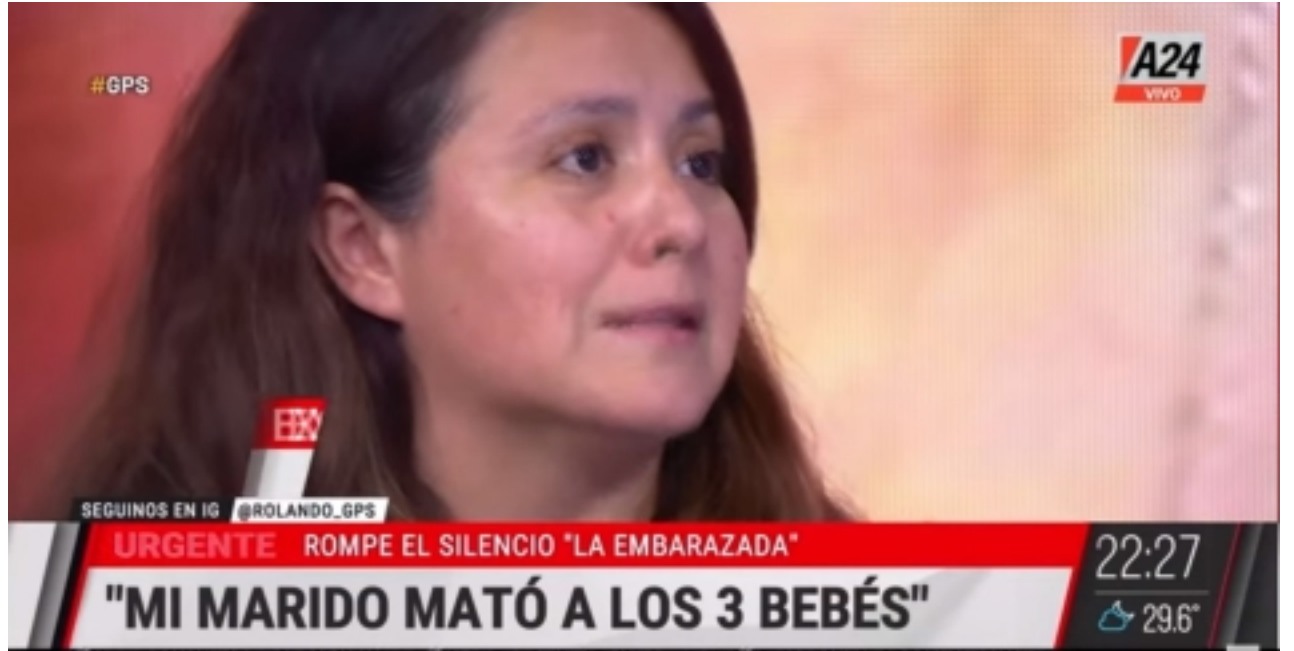 #GPS
A24
VIVO
SEGUINOS EN IG @ROLANDO_GPS
URGENTE ROMPE EL SILENCIO "LA EMBARAZADA"
"MI MARIDO MATÓ A LOS 3 BEBÉS"
22:27
29.6°